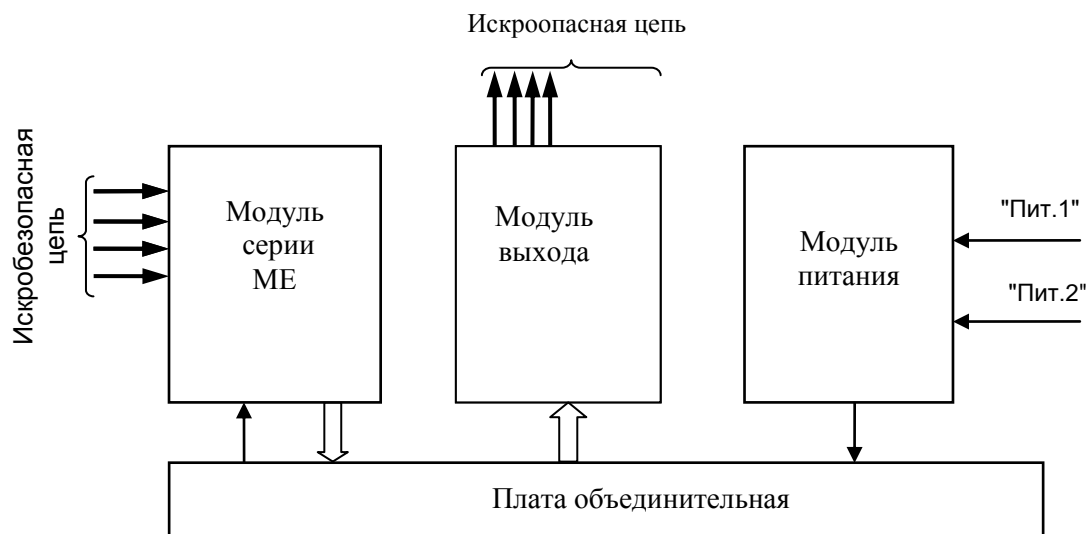 Искроопасная цепь
Искробезопасная
цепь
Модуль
серии
МЕ
Модуль
выхода
Модуль
питания
"Пит.1"
"Пит.2"
Плата объединительная